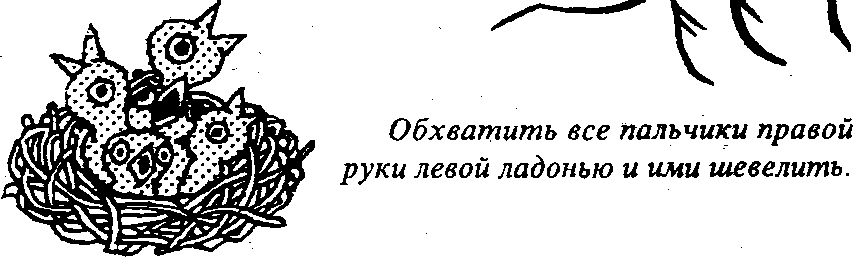 Обхватить все пальчики правой
руки левой ладонью и ими шевелить.